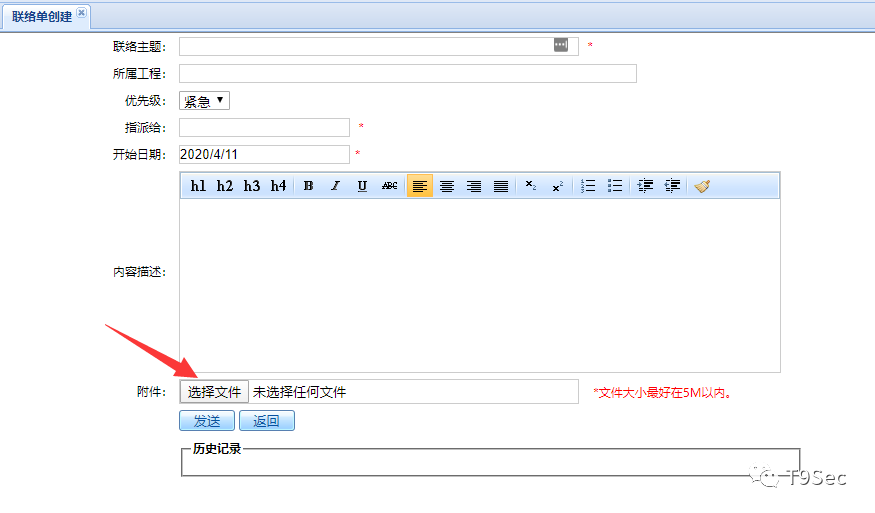 联络单创建
联络主题： *
所属工程：
优先级： 紧急
指派给： *
开始日期： 2020/4/11 *
h1 h2 h3 h4 B I U ABC ×₂ ×²
内容描述：
附件： 选择文件 未选择任何文件 *文件大小最好在5M以内。
发送 返回
历史记录
T9Sec